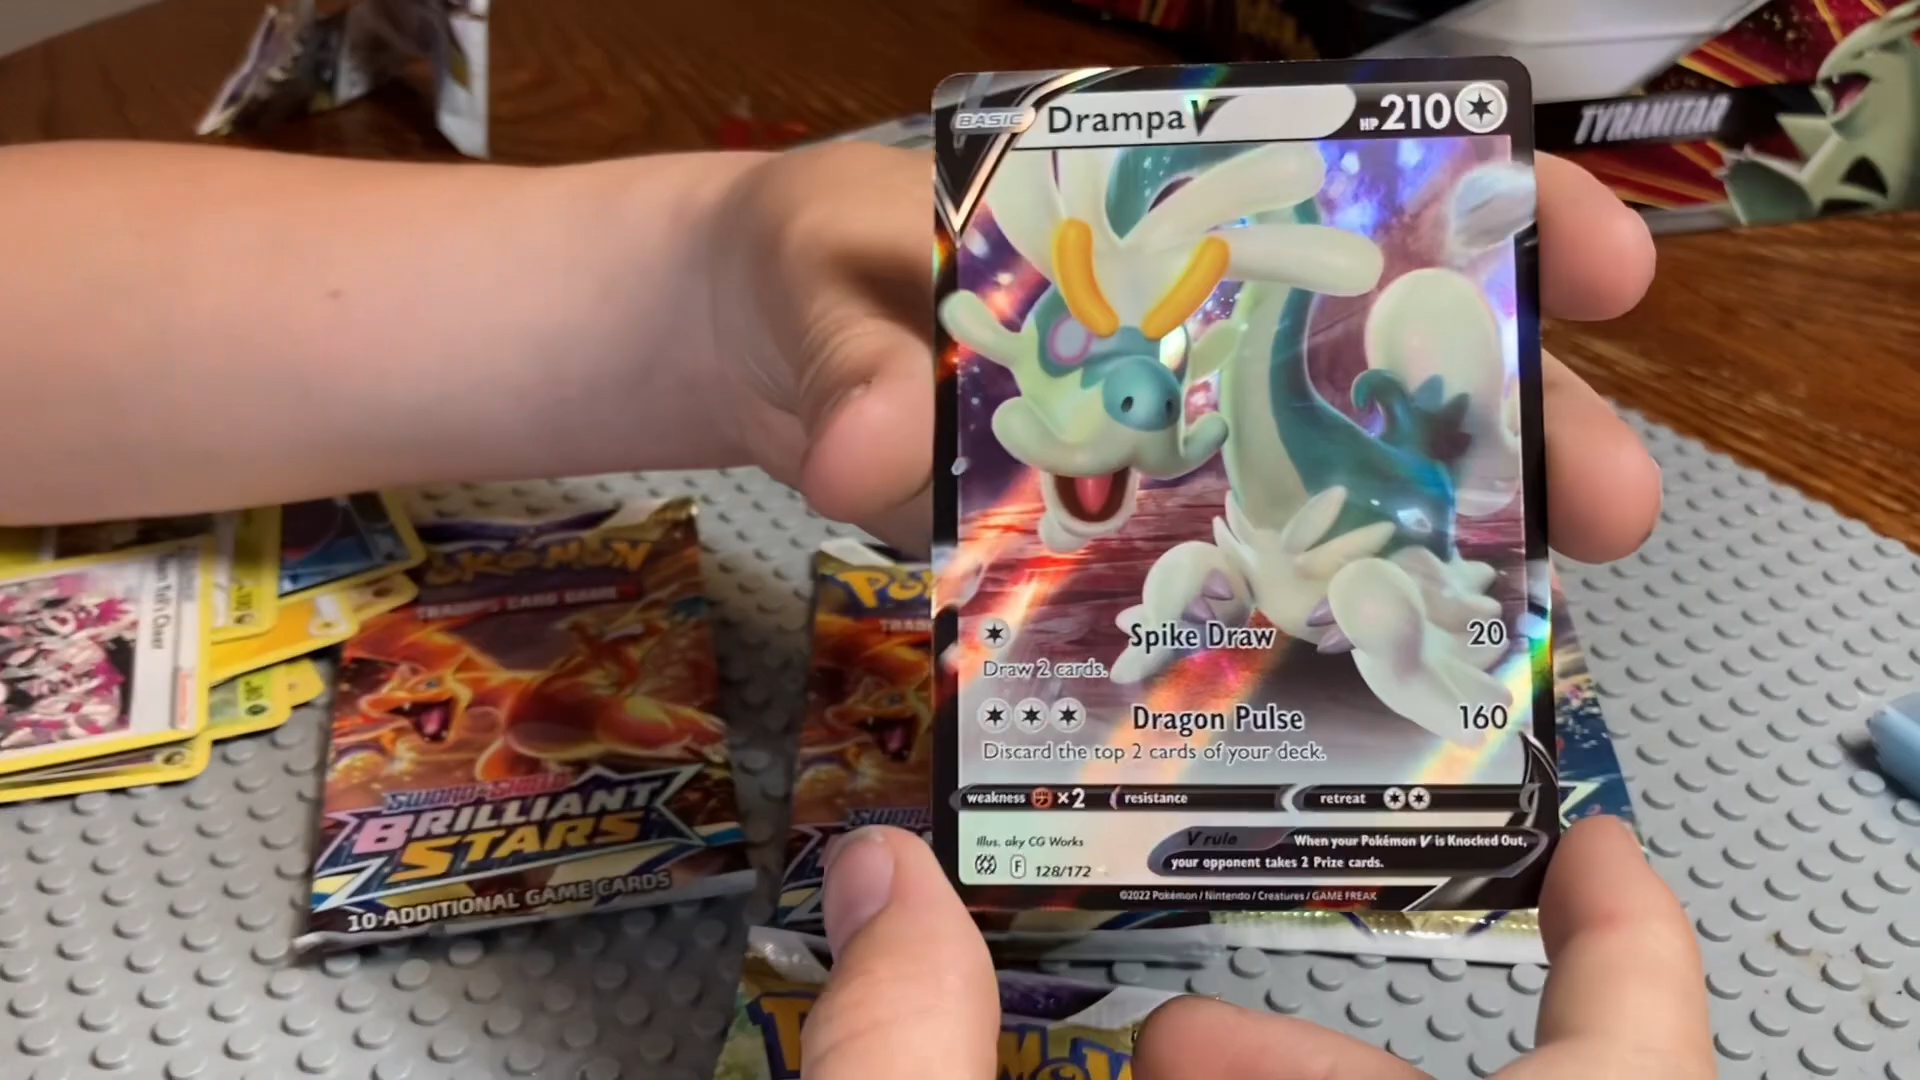 BASIC Drampa V HP 210
TYRANITAR
Spike Draw 20
Draw 2 cards.
Dragon Pulse 160
Discard the top 2 cards of your deck.
weakness ×2 resistance retreat
Illus. aky CG Works
V rule When your Pokémon V is Knocked Out,
your opponent takes 2 Prize cards.
F 128/172
©2022 Pokémon / Nintendo / Creatures / GAME FREAK
POKÉMON
TRADING CARD GAME
SWORD & SHIELD
BRILLIANT
STARS
10 ADDITIONAL GAME CARDS